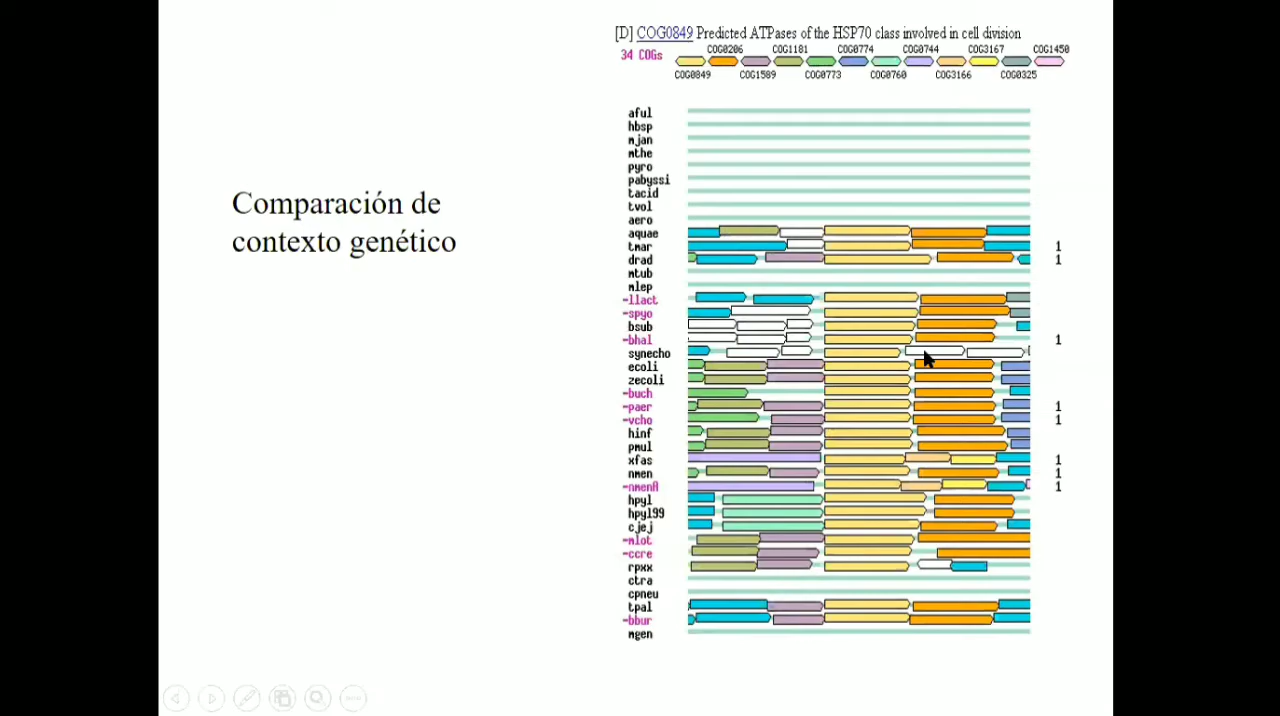 Comparación de
contexto genético
[D] COG0849 Predicted ATPases of the HSP70 class involved in cell division
34 COGs
COG0206 COG1181 COG0774 COG0744 COG3167 COG1450
COG0849 COG1589 COG0773 COG0768 COG3166 COG0325
aful
hbsp
mjan
mthe
pyro
pabyssi
tacid
tvol
aero
aquae
tmar 1
drad 1
mtub
mlep
-llact
-spyo
bsub
-bhal 1
synecho
ecoli
zecoli
-buch
-paer 1
-vcho 1
hinf
pmul
xfas 1
nmen 1
-nmenA 1
hpyl
hpyl99
cjej
-mlot
-ccre
rpxx
ctra
cpneu
tpal
-bbur
mgen